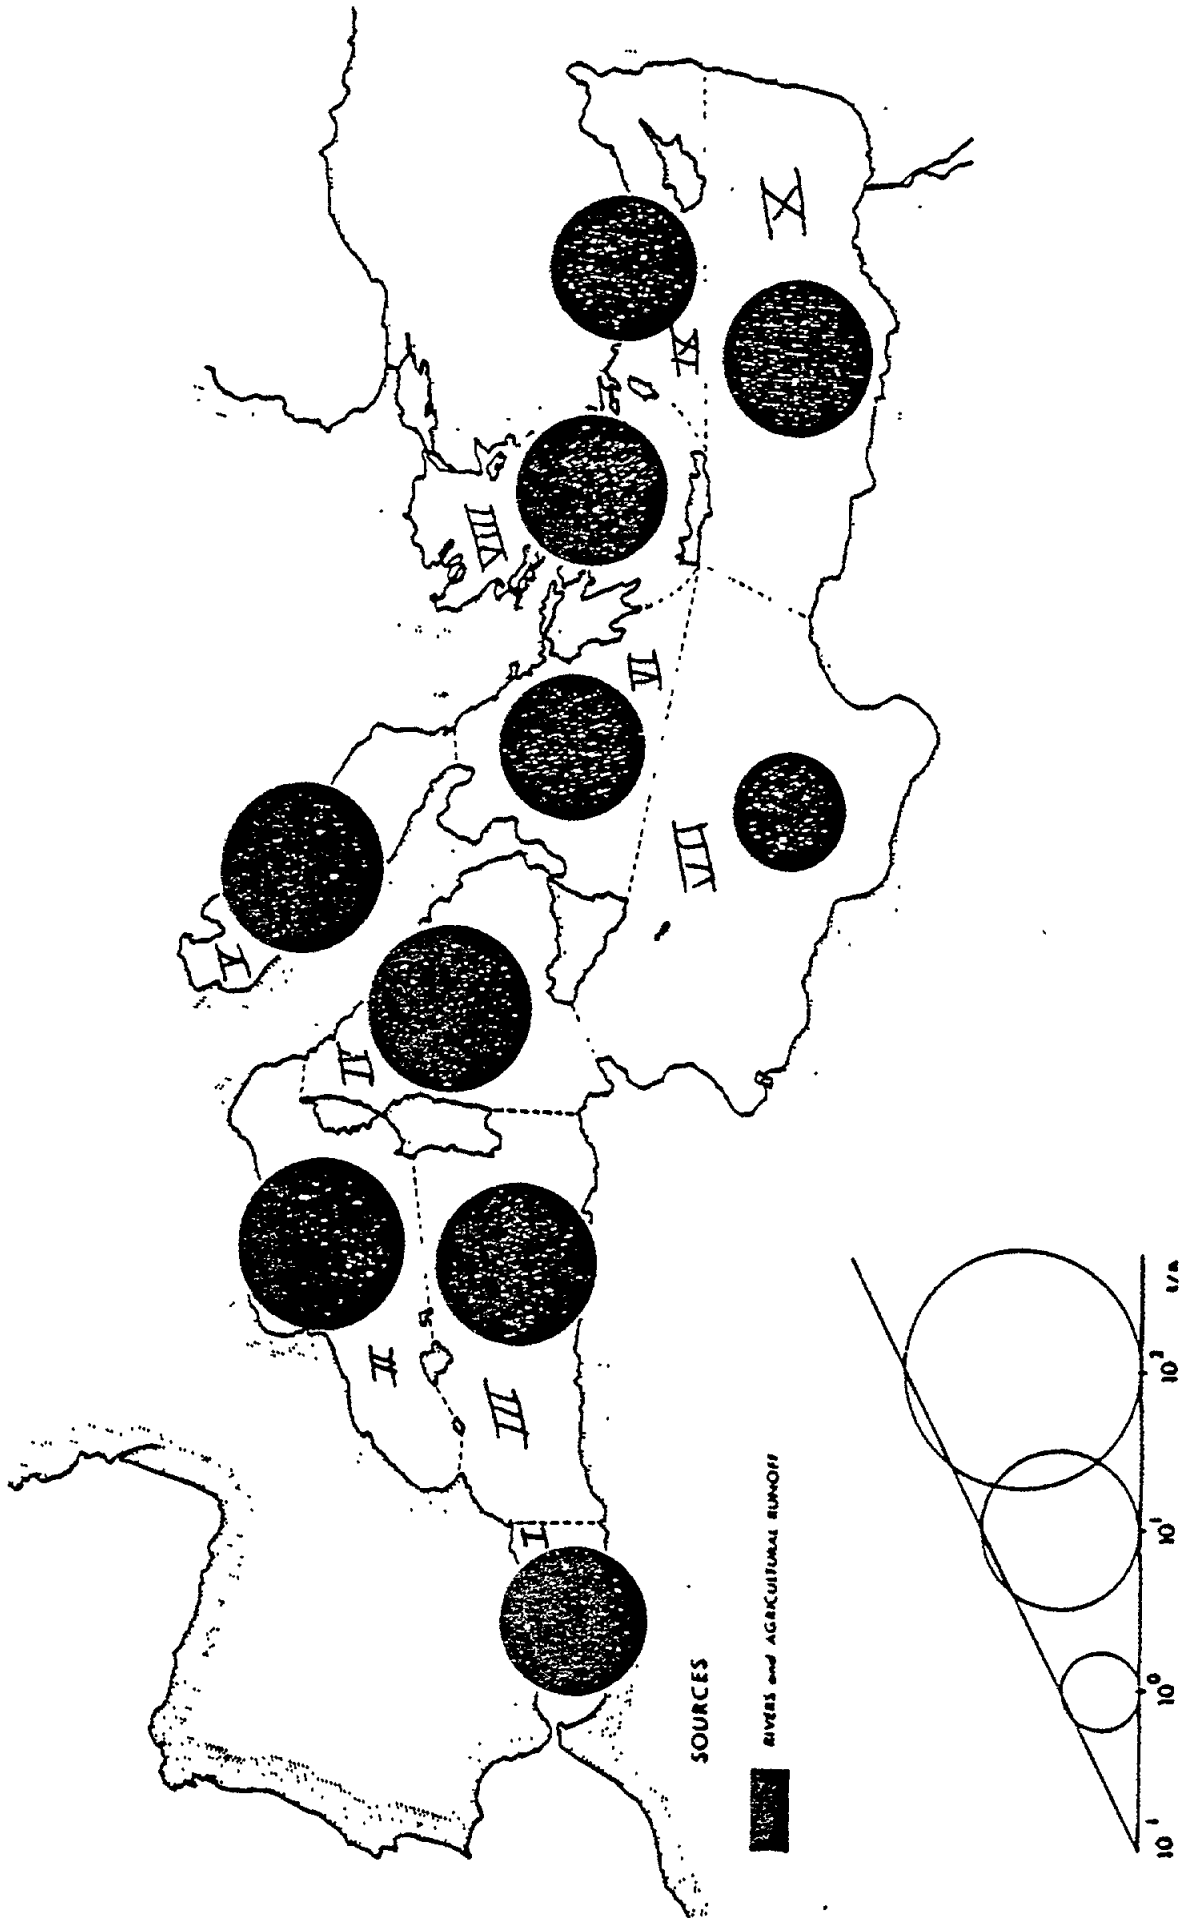 V
II
IV
VIII
I
III
VI
IX
VII
X
SOURCES
RIVERS and AGRICULTURAL RUNOFF
10⁻¹ 10⁰ 10¹ 10²